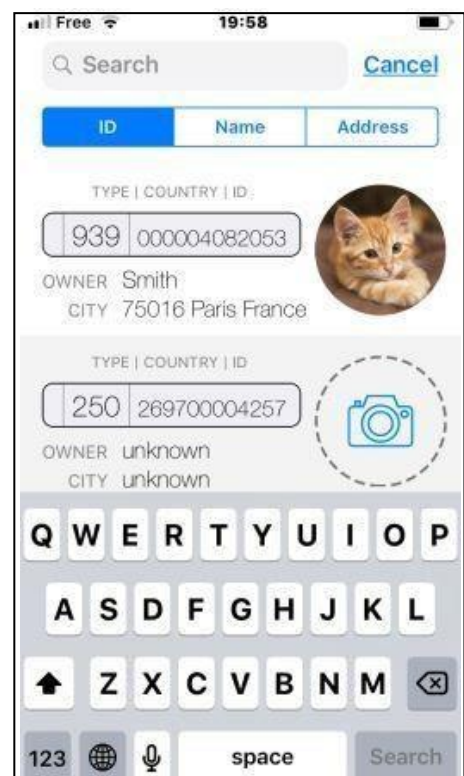 Free 19:58
Search Cancel
ID Name Address
TYPE | COUNTRY | ID
939 000004082053
OWNER Smith
CITY 75016 Paris France
TYPE | COUNTRY | ID
250 269700004257
OWNER unknown
CITY unknown
Q W E R T Y U I O P
A S D F G H J K L
Z X C V B N M
123 space Search